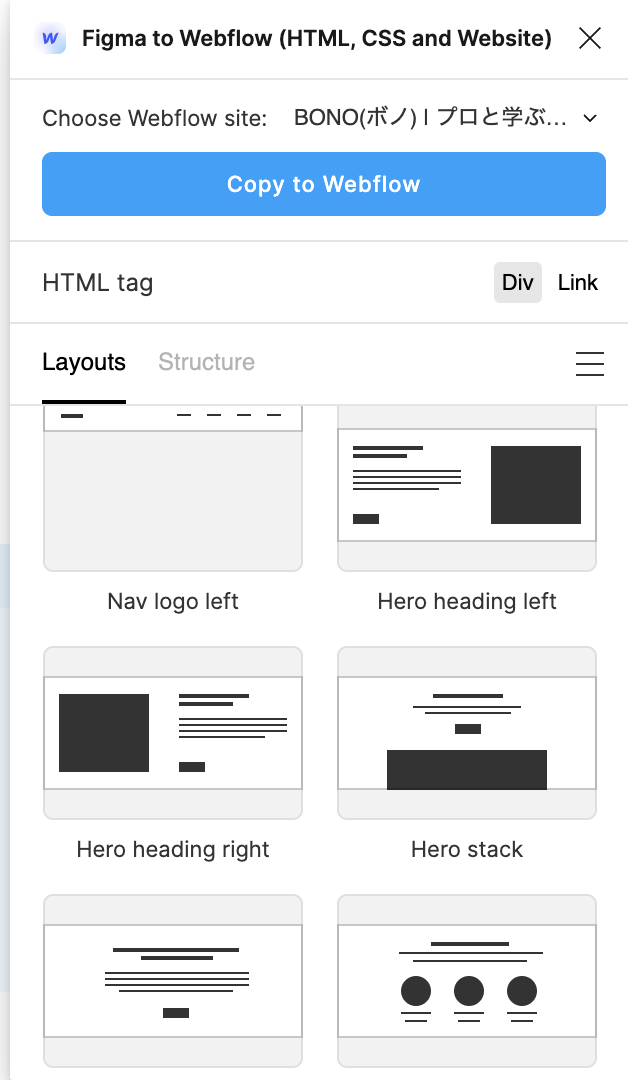 Figma to Webflow (HTML, CSS and Website)
Choose Webflow site: BONO(ボノ) | プロと学ぶ...
Copy to Webflow
HTML tag Div Link
Layouts Structure
Nav logo left Hero heading left
Hero heading right Hero stack